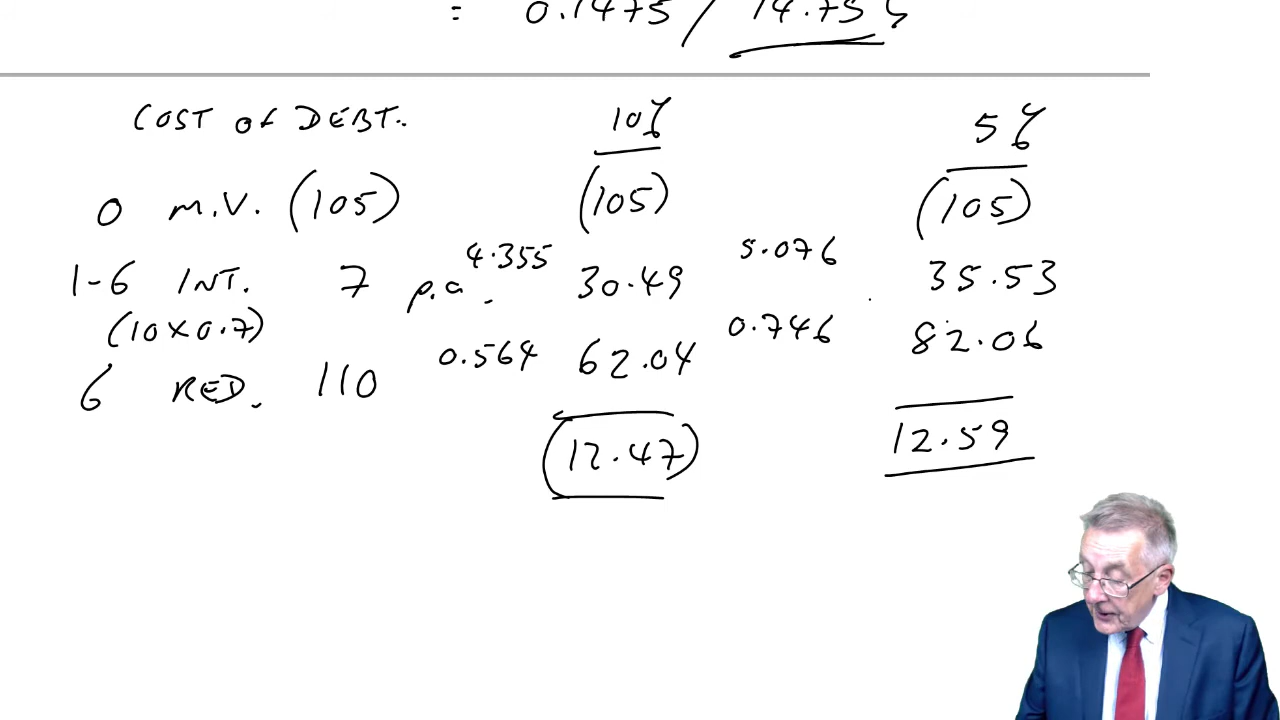 = 0.1475 / 14.75%
COST OF DEBT. 10% 5%
0 M.V. (105) (105) (105)
1-6 INT. 7 p.a. 4.355 30.49 5.076 35.53
(10 x 0.7)
6 RED. 110 0.564 62.04 0.746 82.06
(12.47) 12.59